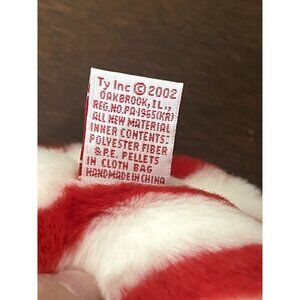 Ty Inc © 2002
OAKBROOK, IL.,,
REG.NO.PA-1965(KR)
ALL NEW MATERIAL
INNER CONTENTS:
POLYESTER FIBER
& P.E. PELLETS
IN CLOTH BAG
HANDMADE IN CHINA